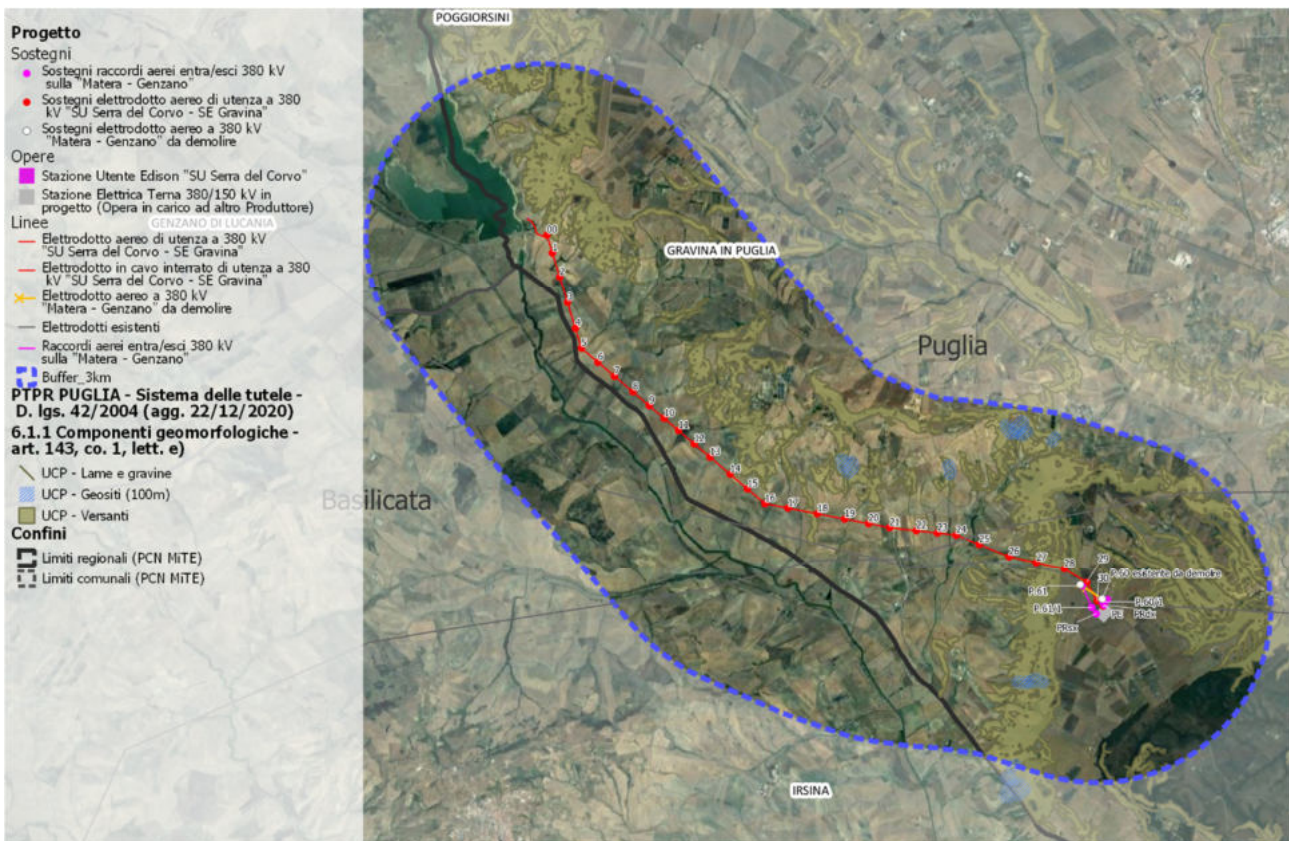 Progetto
Sostegni
Sostegni raccordi aerei entra/esci 380 kV
sulla "Matera - Genzano"
Sostegni elettrodotto aereo di utenza a 380
kV "SU Serra del Corvo - SE Gravina"
Sostegni elettrodotto aereo a 380 kV
"Matera - Genzano" da demolire
Opere
Stazione Utente Edison "SU Serra del Corvo"
Stazione Elettrica Terna 380/150 kV in
progetto (Opera in carico ad altro Produttore)
Linee
GENZANO DI LUCANIA
Elettrodotto aereo di utenza a 380 kV
"SU Serra del Corvo - SE Gravina"
Elettrodotto in cavo interrato di utenza a 380
kV "SU Serra del Corvo - SE Gravina"
Elettrodotto aereo a 380 kV
"Matera - Genzano" da demolire
Elettrodotti esistenti
Raccordi aerei entra/esci 380 kV
sulla "Matera - Genzano"
Buffer_3km
PTPR PUGLIA - Sistema delle tutele -
D. lgs. 42/2004 (agg. 22/12/2020)
6.1.1 Componenti geomorfologiche -
art. 143, co. 1, lett. e)
UCP - Lame e gravine
UCP - Geositi (100m)
UCP - Versanti
Confini
Limiti regionali (PCN MiTE)
Limiti comunali (PCN MiTE)
POGGIORSINI
GRAVINA IN PUGLIA
Puglia
Basilicata
IRSINA
00
1
2
3
4
5
6
7
8
9
10
11
12
13
14
15
16
17
18
19
20
21
22
23
24
25
26
27
28
29
P.60 esistente da demolire
30
P.61
P.60/1
P.61/1
PE
PRdx
PRsx